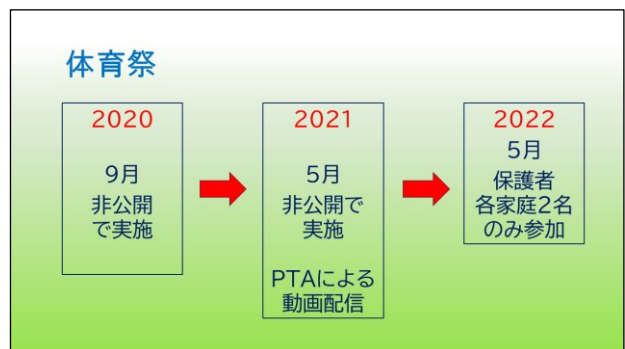 体育祭
2020
9月
非公開
で実施
2021
5月
非公開で
実施
PTAによる
動画配信
2022
5月
保護者
各家庭2名
のみ参加